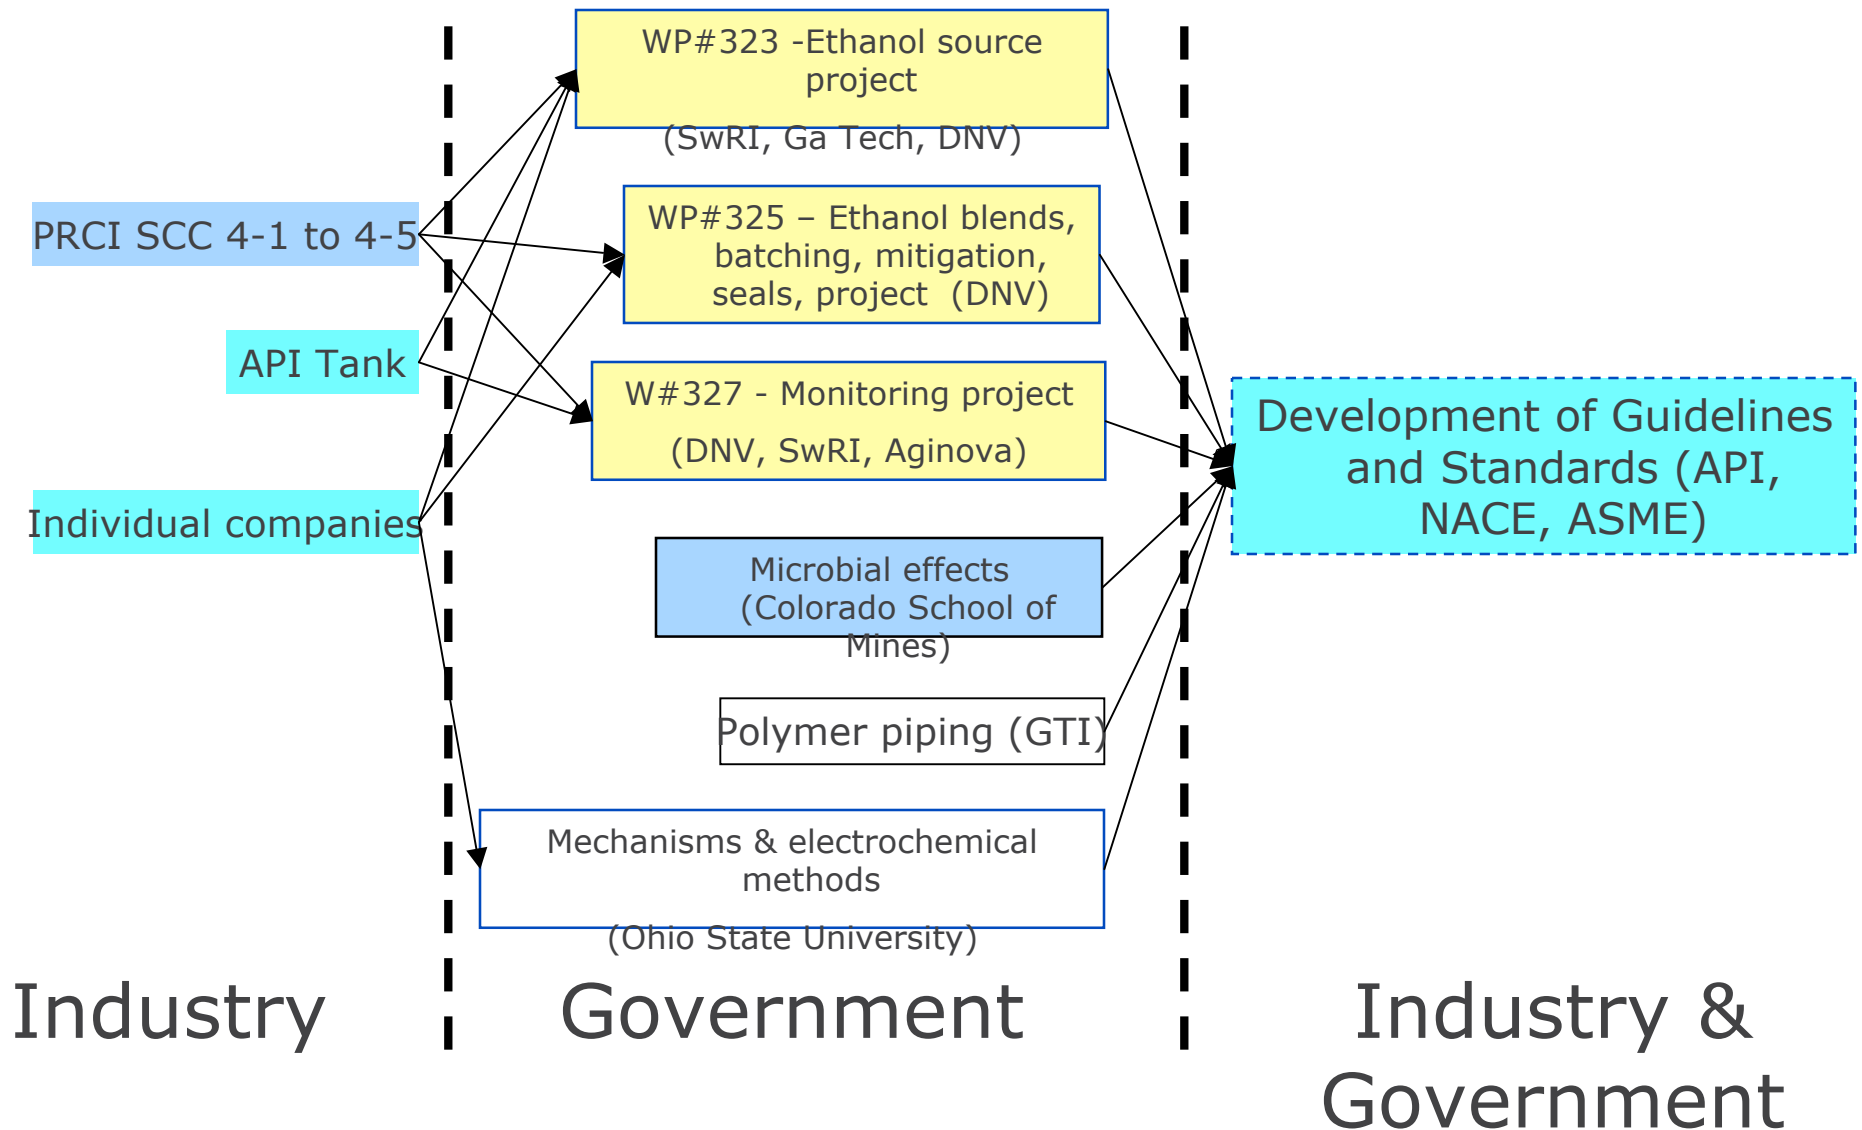 WP#323 -Ethanol source
project
(SwRI, Ga Tech, DNV)
PRCI SCC 4-1 to 4-5
WP#325 – Ethanol blends,
batching, mitigation,
seals, project (DNV)
API Tank
W#327 - Monitoring project
(DNV, SwRI, Aginova)
Individual companies
Development of Guidelines
and Standards (API,
NACE, ASME)
Microbial effects
(Colorado School of
Mines)
Polymer piping (GTI)
Mechanisms & electrochemical
methods
(Ohio State University)
Industry
Government
Industry &
Government